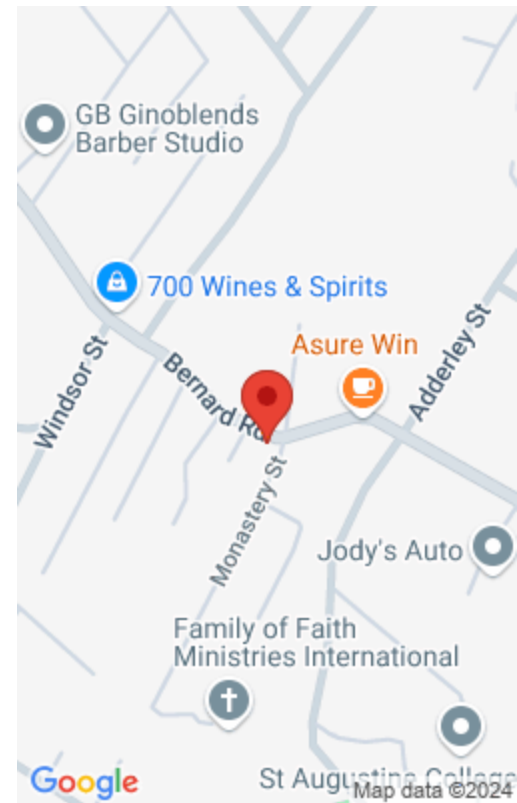 GB Ginoblends
Barber Studio
700 Wines & Spirits
Asure Win
Adderley St
Windsor St
Bernard Rd
Monastery St
Jody's Auto
Family of Faith
Ministries International
St Augustine College
Google
Map data ©2024